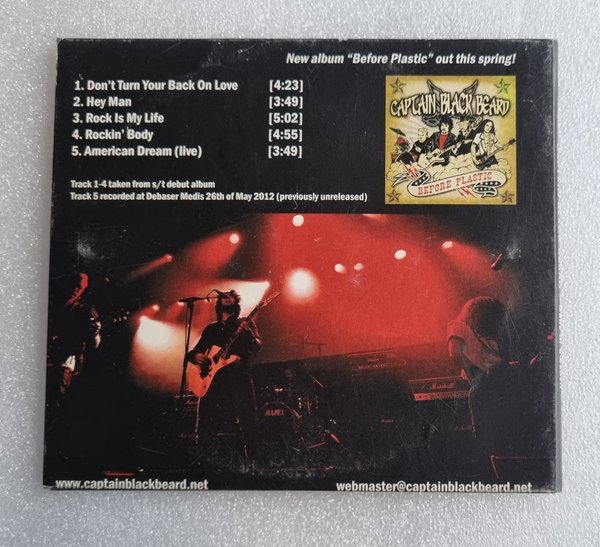 New album “Before Plastic” out this spring!
1. Don't Turn Your Back On Love [4:23]
2. Hey Man [3:49]
3. Rock Is My Life [5:02]
4. Rockin' Body [4:55]
5. American Dream (live) [3:49]
CAPTAIN BLACK BEARD
BEFORE PLASTIC
Track 1-4 taken from s/t debut album
Track 5 recorded at Debaser Medis 26th of May 2012 (previously unreleased)
Marshall
MAPEX
www.captainblackbeard.net
webmaster@captainblackbeard.net